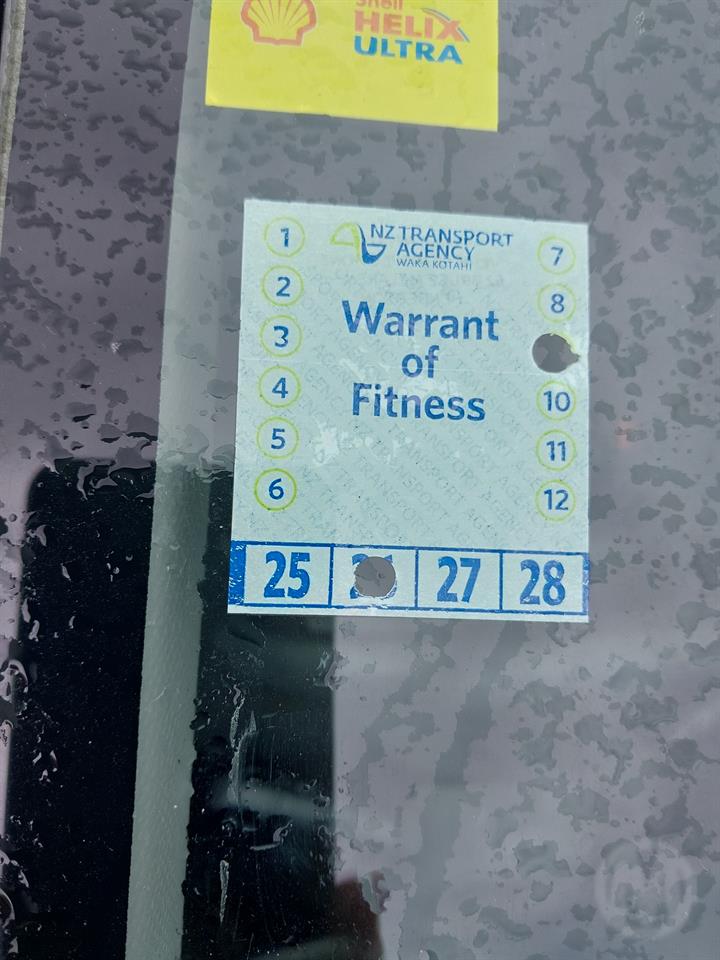 Shell
HELIX
ULTRA
NZ TRANSPORT
AGENCY
WAKA KOTAHI
Warrant
of
Fitness
1
2
3
4
5
6
7
8
10
11
12
25
27
28